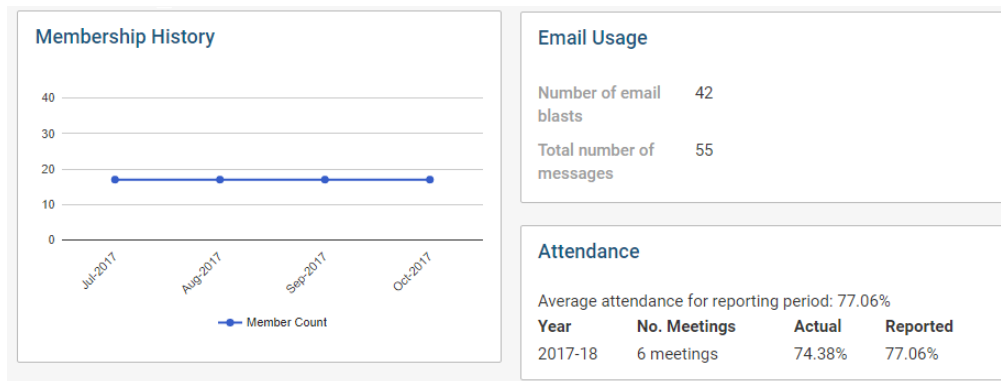 Membership History
40
30
20
10
0
Jul-2017
Aug-2017
Sep-2017
Oct-2017
Member Count
Email Usage
Number of email 42
blasts
Total number of 55
messages
Attendance
Average attendance for reporting period: 77.06%
Year No. Meetings Actual Reported
2017-18 6 meetings 74.38% 77.06%